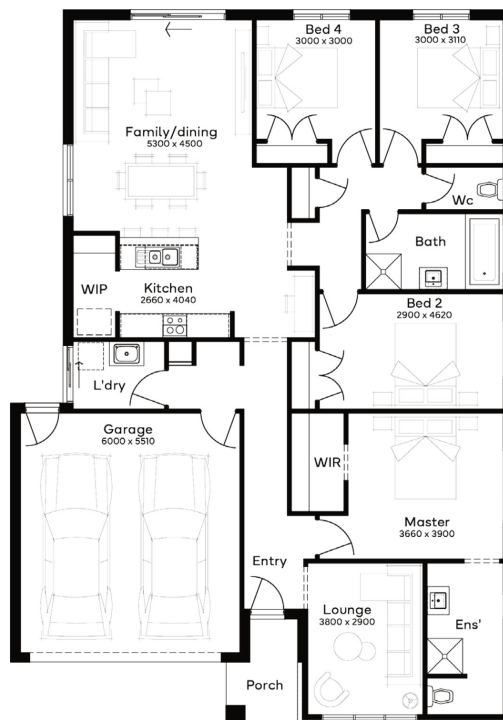 Bed 4
3000 x 3000
Bed 3
3000 x 3110
Family/dining
5300 x 4500
Wc
Bath
WIP
Kitchen
2660 x 4040
Bed 2
2900 x 4620
L'dry
Garage
6000 x 5510
WIR
Master
3660 x 3900
Entry
Lounge
3800 x 2900
Ens'
Porch